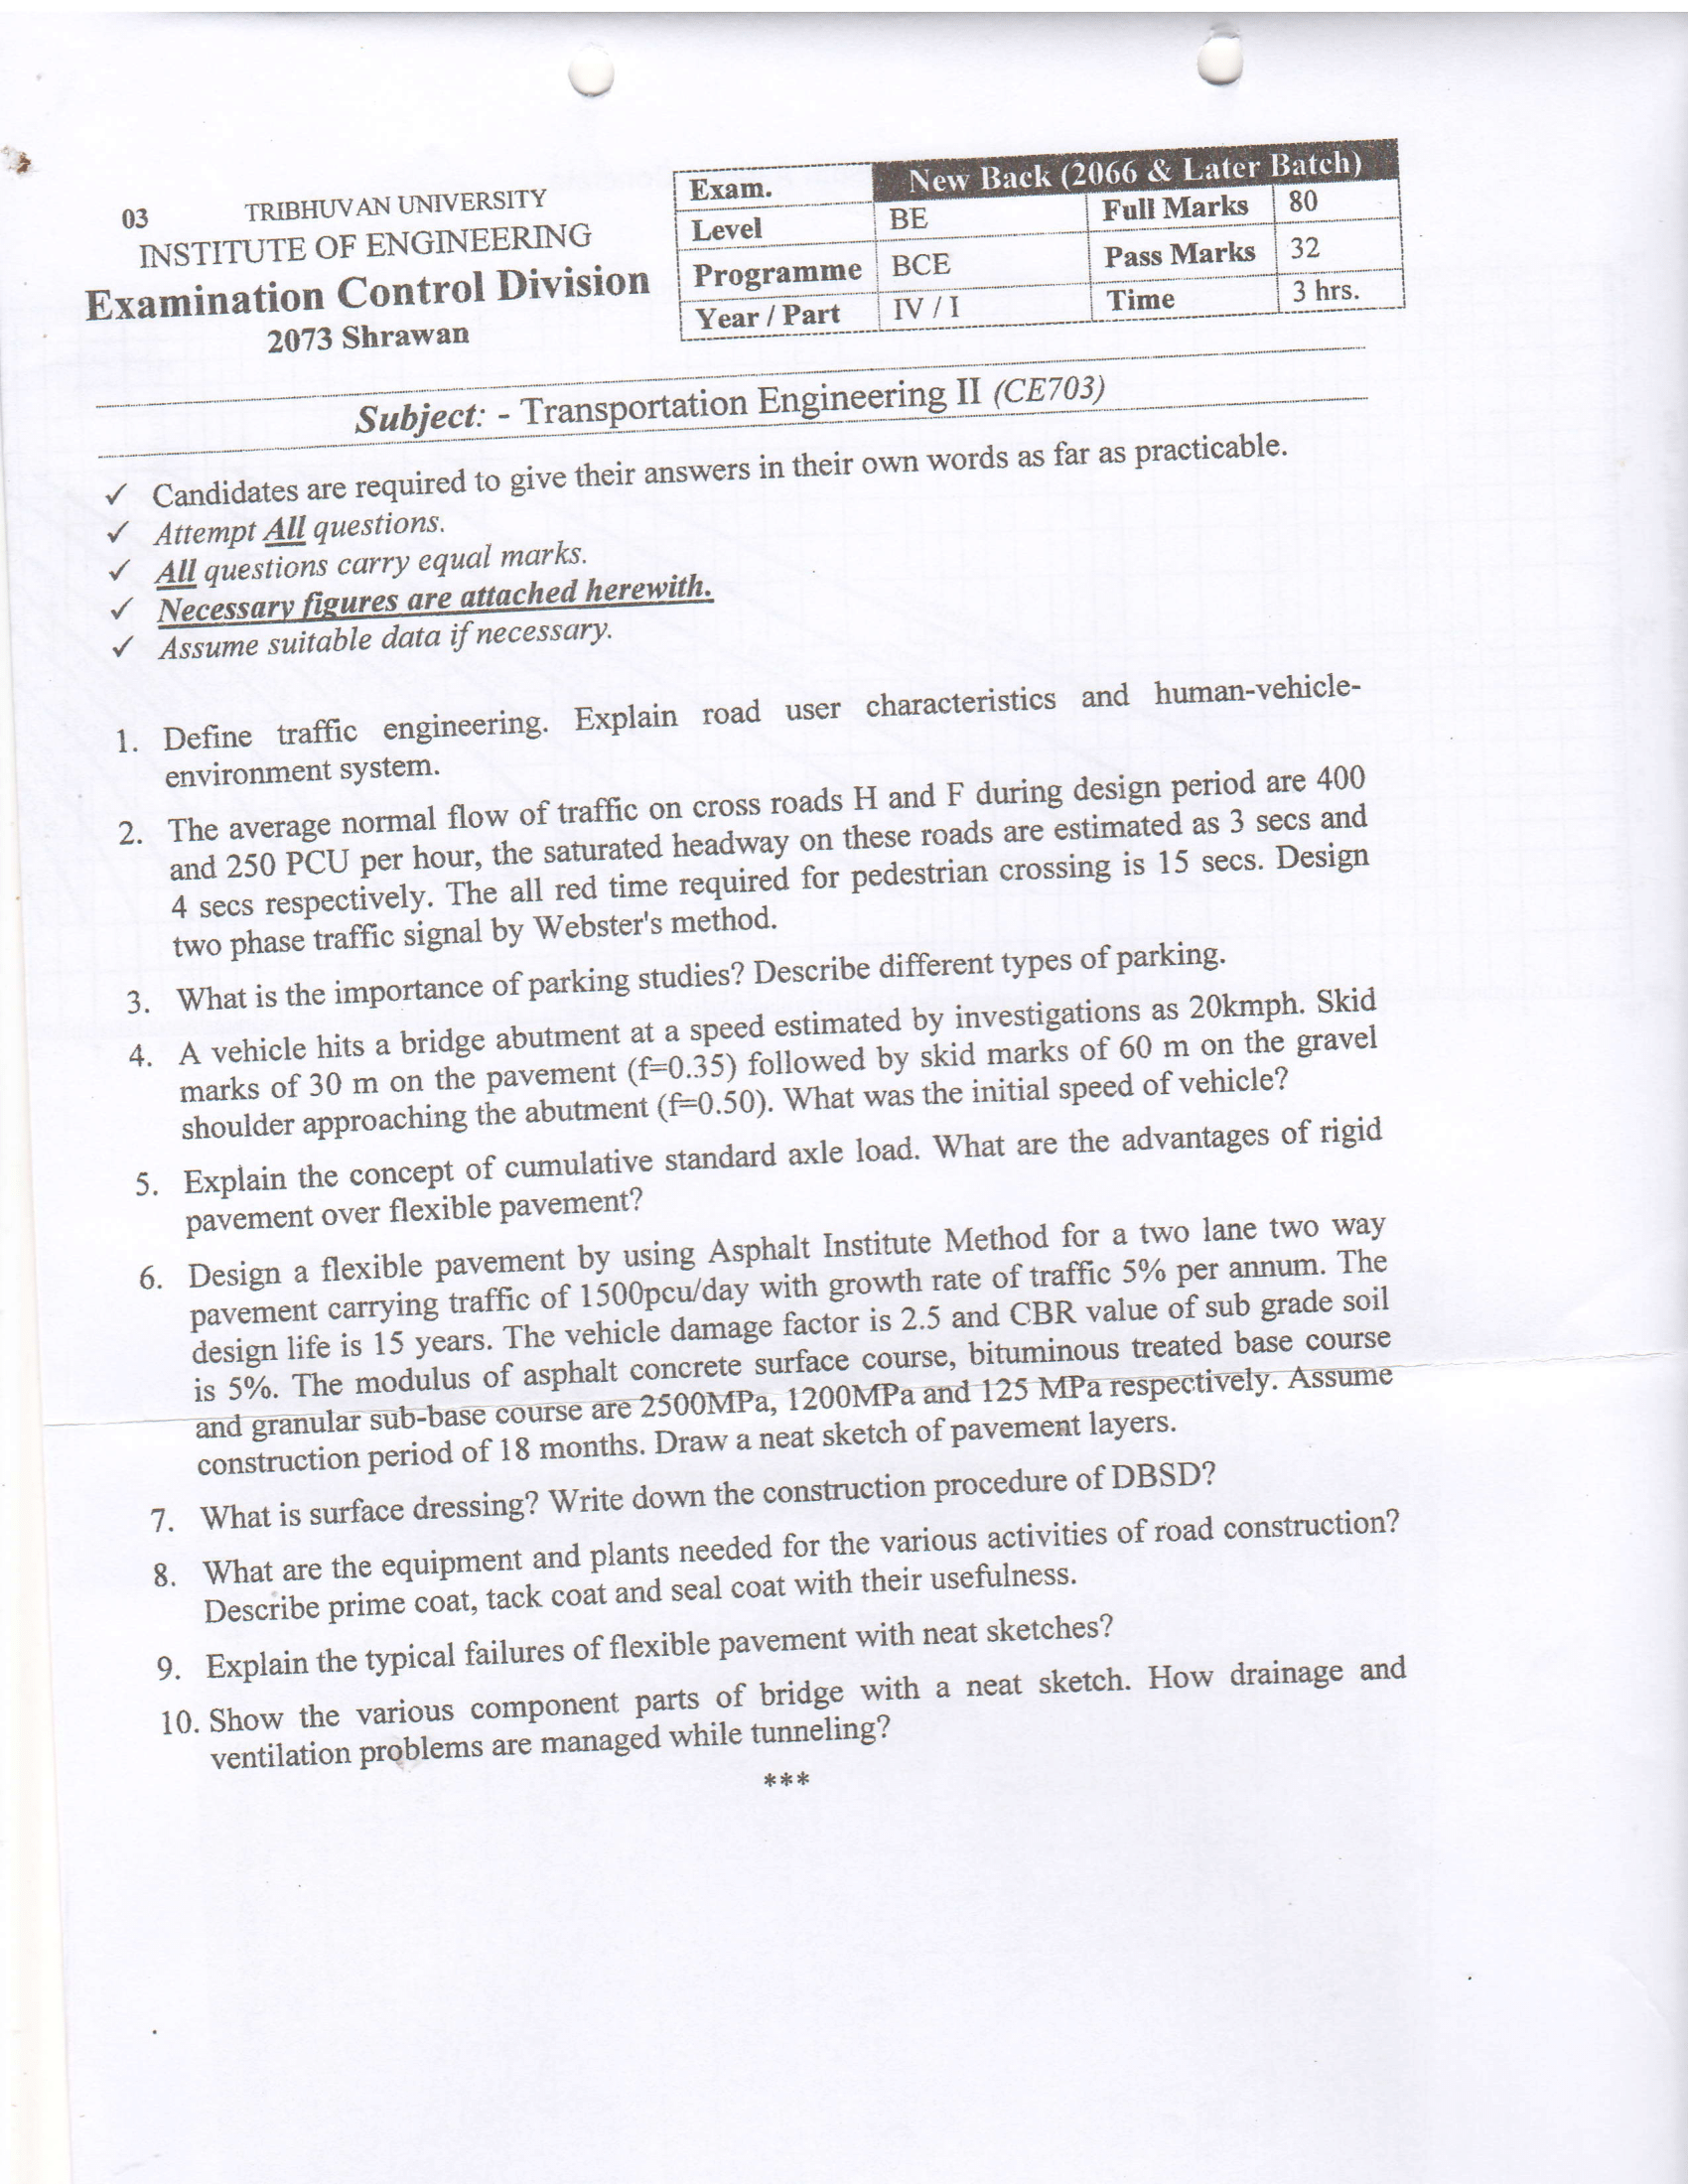 03 TRIBHUVAN UNIVERSITY
INSTITUTE OF ENGINEERING
Examination Control Division
2073 Shrawan
Exam. New Back (2066 & Later Batch)
Level BE Full Marks 80
Programme BCE Pass Marks 32
Year / Part IV / I Time 3 hrs.
Subject: - Transportation Engineering II (CE703)
✓ Candidates are required to give their answers in their own words as far as practicable.
✓ Attempt All questions.
✓ All questions carry equal marks.
✓ Necessary figures are attached herewith.
✓ Assume suitable data if necessary.
1. Define traffic engineering. Explain road user characteristics and human-vehicle-
environment system.
2. The average normal flow of traffic on cross roads H and F during design period are 400
and 250 PCU per hour, the saturated headway on these roads are estimated as 3 secs and
4 secs respectively. The all red time required for pedestrian crossing is 15 secs. Design
two phase traffic signal by Webster's method.
3. What is the importance of parking studies? Describe different types of parking.
4. A vehicle hits a bridge abutment at a speed estimated by investigations as 20kmph. Skid
marks of 30 m on the pavement (f=0.35) followed by skid marks of 60 m on the gravel
shoulder approaching the abutment (f=0.50). What was the initial speed of vehicle?
5. Explain the concept of cumulative standard axle load. What are the advantages of rigid
pavement over flexible pavement?
6. Design a flexible pavement by using Asphalt Institute Method for a two lane two way
pavement carrying traffic of 1500pcu/day with growth rate of traffic 5% per annum. The
design life is 15 years. The vehicle damage factor is 2.5 and CBR value of sub grade soil
is 5%. The modulus of asphalt concrete surface course, bituminous treated base course
and granular sub-base course are 2500MPa, 1200MPa and 125 MPa respectively. Assume
construction period of 18 months. Draw a neat sketch of pavement layers.
7. What is surface dressing? Write down the construction procedure of DBSD?
8. What are the equipment and plants needed for the various activities of road construction?
Describe prime coat, tack coat and seal coat with their usefulness.
9. Explain the typical failures of flexible pavement with neat sketches?
10. Show the various component parts of bridge with a neat sketch. How drainage and
ventilation problems are managed while tunneling?
***